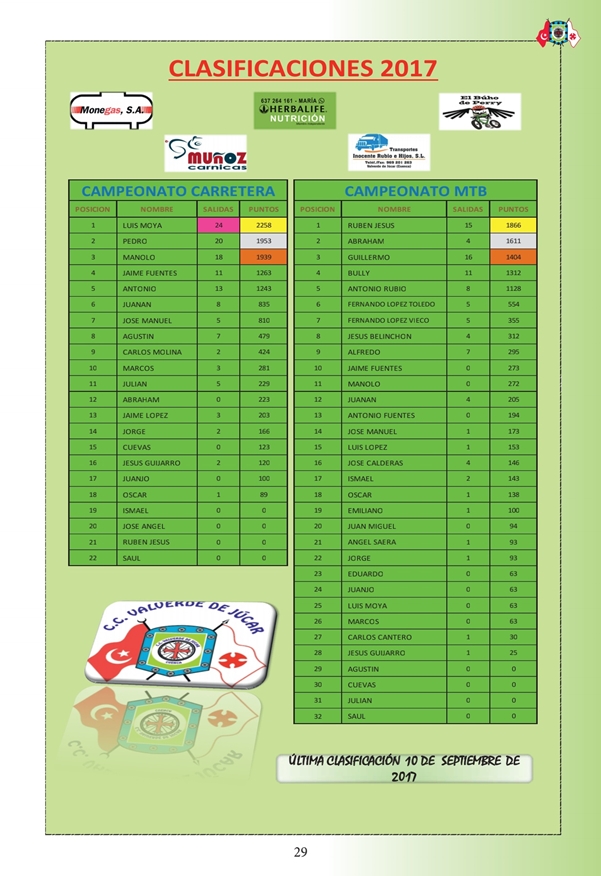 CLASIFICACIONES 2017
Monegas, S.A.
637 264 161 - MARÍA
HERBALIFE
NUTRICIÓN
El Búho
de Perry
MUÑOZ
carnicas
Transportes
Inocente Rubio e Hijos, S.L.
CAMPEONATO CARRETERA
POSICION NOMBRE SALIDAS PUNTOS
1 LUIS MOYA 24 2258
2 PEDRO 20 1953
3 MANOLO 18 1939
4 JAIME FUENTES 11 1263
5 ANTONIO 13 1243
6 JUANAN 8 835
7 JOSE MANUEL 5 810
8 AGUSTIN 7 479
9 CARLOS MOLINA 2 424
10 MARCOS 3 281
11 JULIAN 5 229
12 ABRAHAM 0 223
13 JAIME LOPEZ 3 203
14 JORGE 2 166
15 CUEVAS 0 123
16 JESUS GUIJARRO 2 120
17 JUANJO 0 100
18 OSCAR 1 89
19 ISMAEL 0 0
20 JOSE ANGEL 0 0
21 RUBEN JESUS 0 0
22 SAUL 0 0
CAMPEONATO MTB
POSICION NOMBRE SALIDAS PUNTOS
1 RUBEN JESUS 15 1866
2 ABRAHAM 4 1611
3 GUILLERMO 16 1404
4 BULLY 11 1312
5 ANTONIO RUBIO 8 1128
6 FERNANDO LOPEZ TOLEDO 5 554
7 FERNANDO LOPEZ VIECO 5 355
8 JESUS BELINCHON 4 312
9 ALFREDO 7 295
10 JAIME FUENTES 0 273
11 MANOLO 0 272
12 JUANAN 4 205
13 ANTONIO FUENTES 0 194
14 JOSE MANUEL 1 173
15 LUIS LOPEZ 1 153
16 JOSE CALDERAS 4 146
17 ISMAEL 2 143
18 OSCAR 1 138
19 EMILIANO 1 100
20 JUAN MIGUEL 0 94
21 ANGEL SAERA 1 93
22 JORGE 1 93
23 EDUARDO 0 63
24 JUANJO 0 63
25 LUIS MOYA 0 63
26 MARCOS 0 63
27 CARLOS CANTERO 1 30
28 JESUS GUIJARRO 1 25
29 AGUSTIN 0 0
30 CUEVAS 0 0
31 JULIAN 0 0
32 SAUL 0 0
C.C. VALVERDE DE JÚCAR
ÚLTIMA CLASIFICACIÓN 10 DE SEPTIEMBRE DE
2017
29